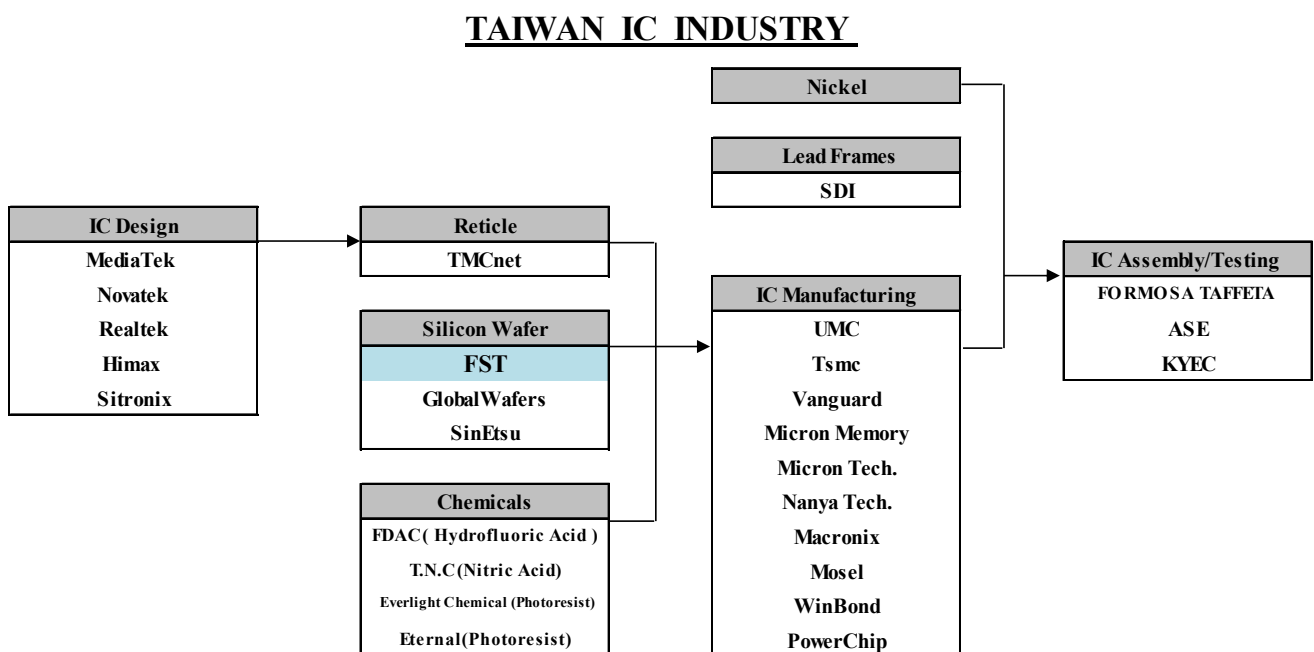 TAIWAN IC INDUSTRY
Nickel
Lead Frames
SDI
IC Design
MediaTek
Novatek
Realtek
Himax
Sitronix
Reticle
TMCnet
Silicon Wafer
FST
GlobalWafers
SinEtsu
Chemicals
FDAC( Hydrofluoric Acid )
T.N.C(Nitric Acid)
Everlight Chemical (Photoresist)
Eternal(Photoresist)
IC Manufacturing
UMC
Tsmc
Vanguard
Micron Memory
Micron Tech.
Nanya Tech.
Macronix
Mosel
WinBond
PowerChip
IC Assembly/Testing
FORMOSA TAFFETA
ASE
KYEC